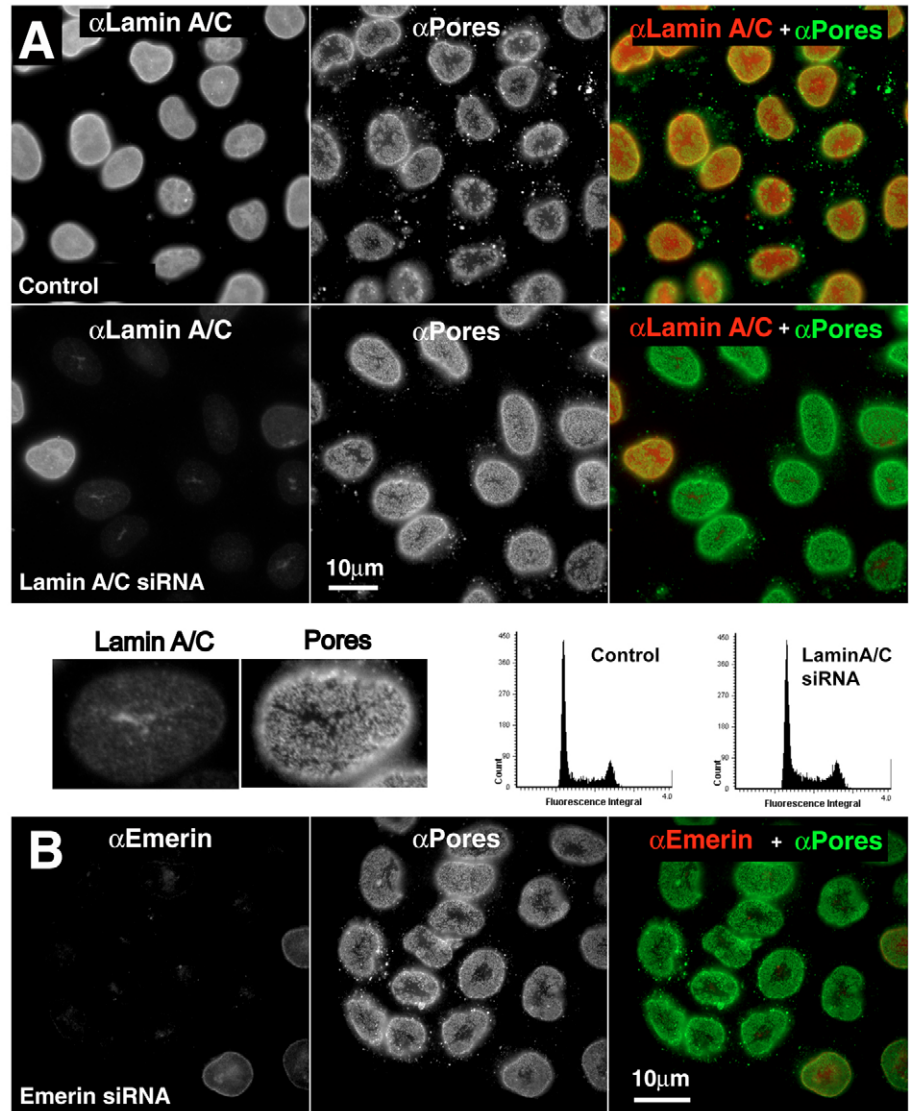 A
αLamin A/C
αPores
αLamin A/C + αPores
Control
αLamin A/C
αPores
αLamin A/C + αPores
Lamin A/C siRNA
10μm
Lamin A/C
Pores
450
360
270
180
90
0
Count
Control
Fluorescence Integral
4.0
450
360
270
180
90
0
Count
LaminA/C
siRNA
Fluorescence Integral
4.0
B
αEmerin
αPores
αEmerin + αPores
Emerin siRNA
10μm